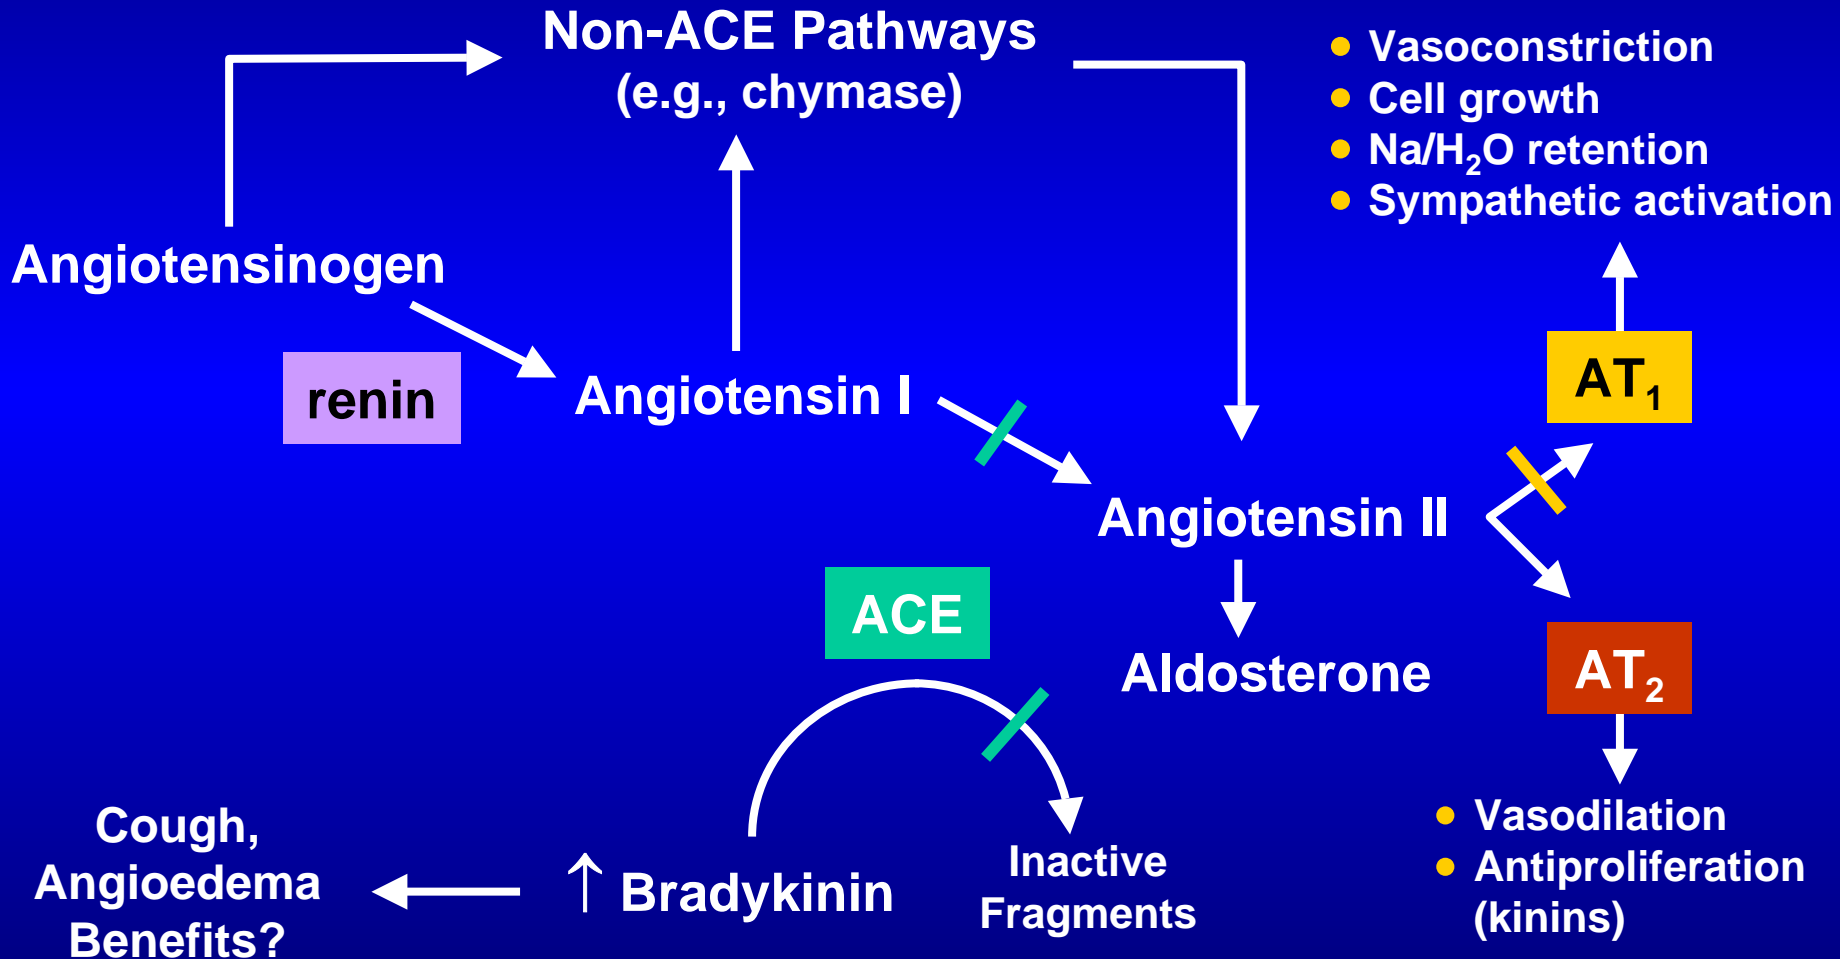 Non-ACE Pathways
(e.g., chymase)
• Vasoconstriction
• Cell growth
• Na/H₂O retention
• Sympathetic activation
Angiotensinogen
renin
Angiotensin I
AT₁
Angiotensin II
ACE
Aldosterone
AT₂
Cough,
Angioedema
Benefits?
↑ Bradykinin
Inactive
Fragments
• Vasodilation
• Antiproliferation
(kinins)